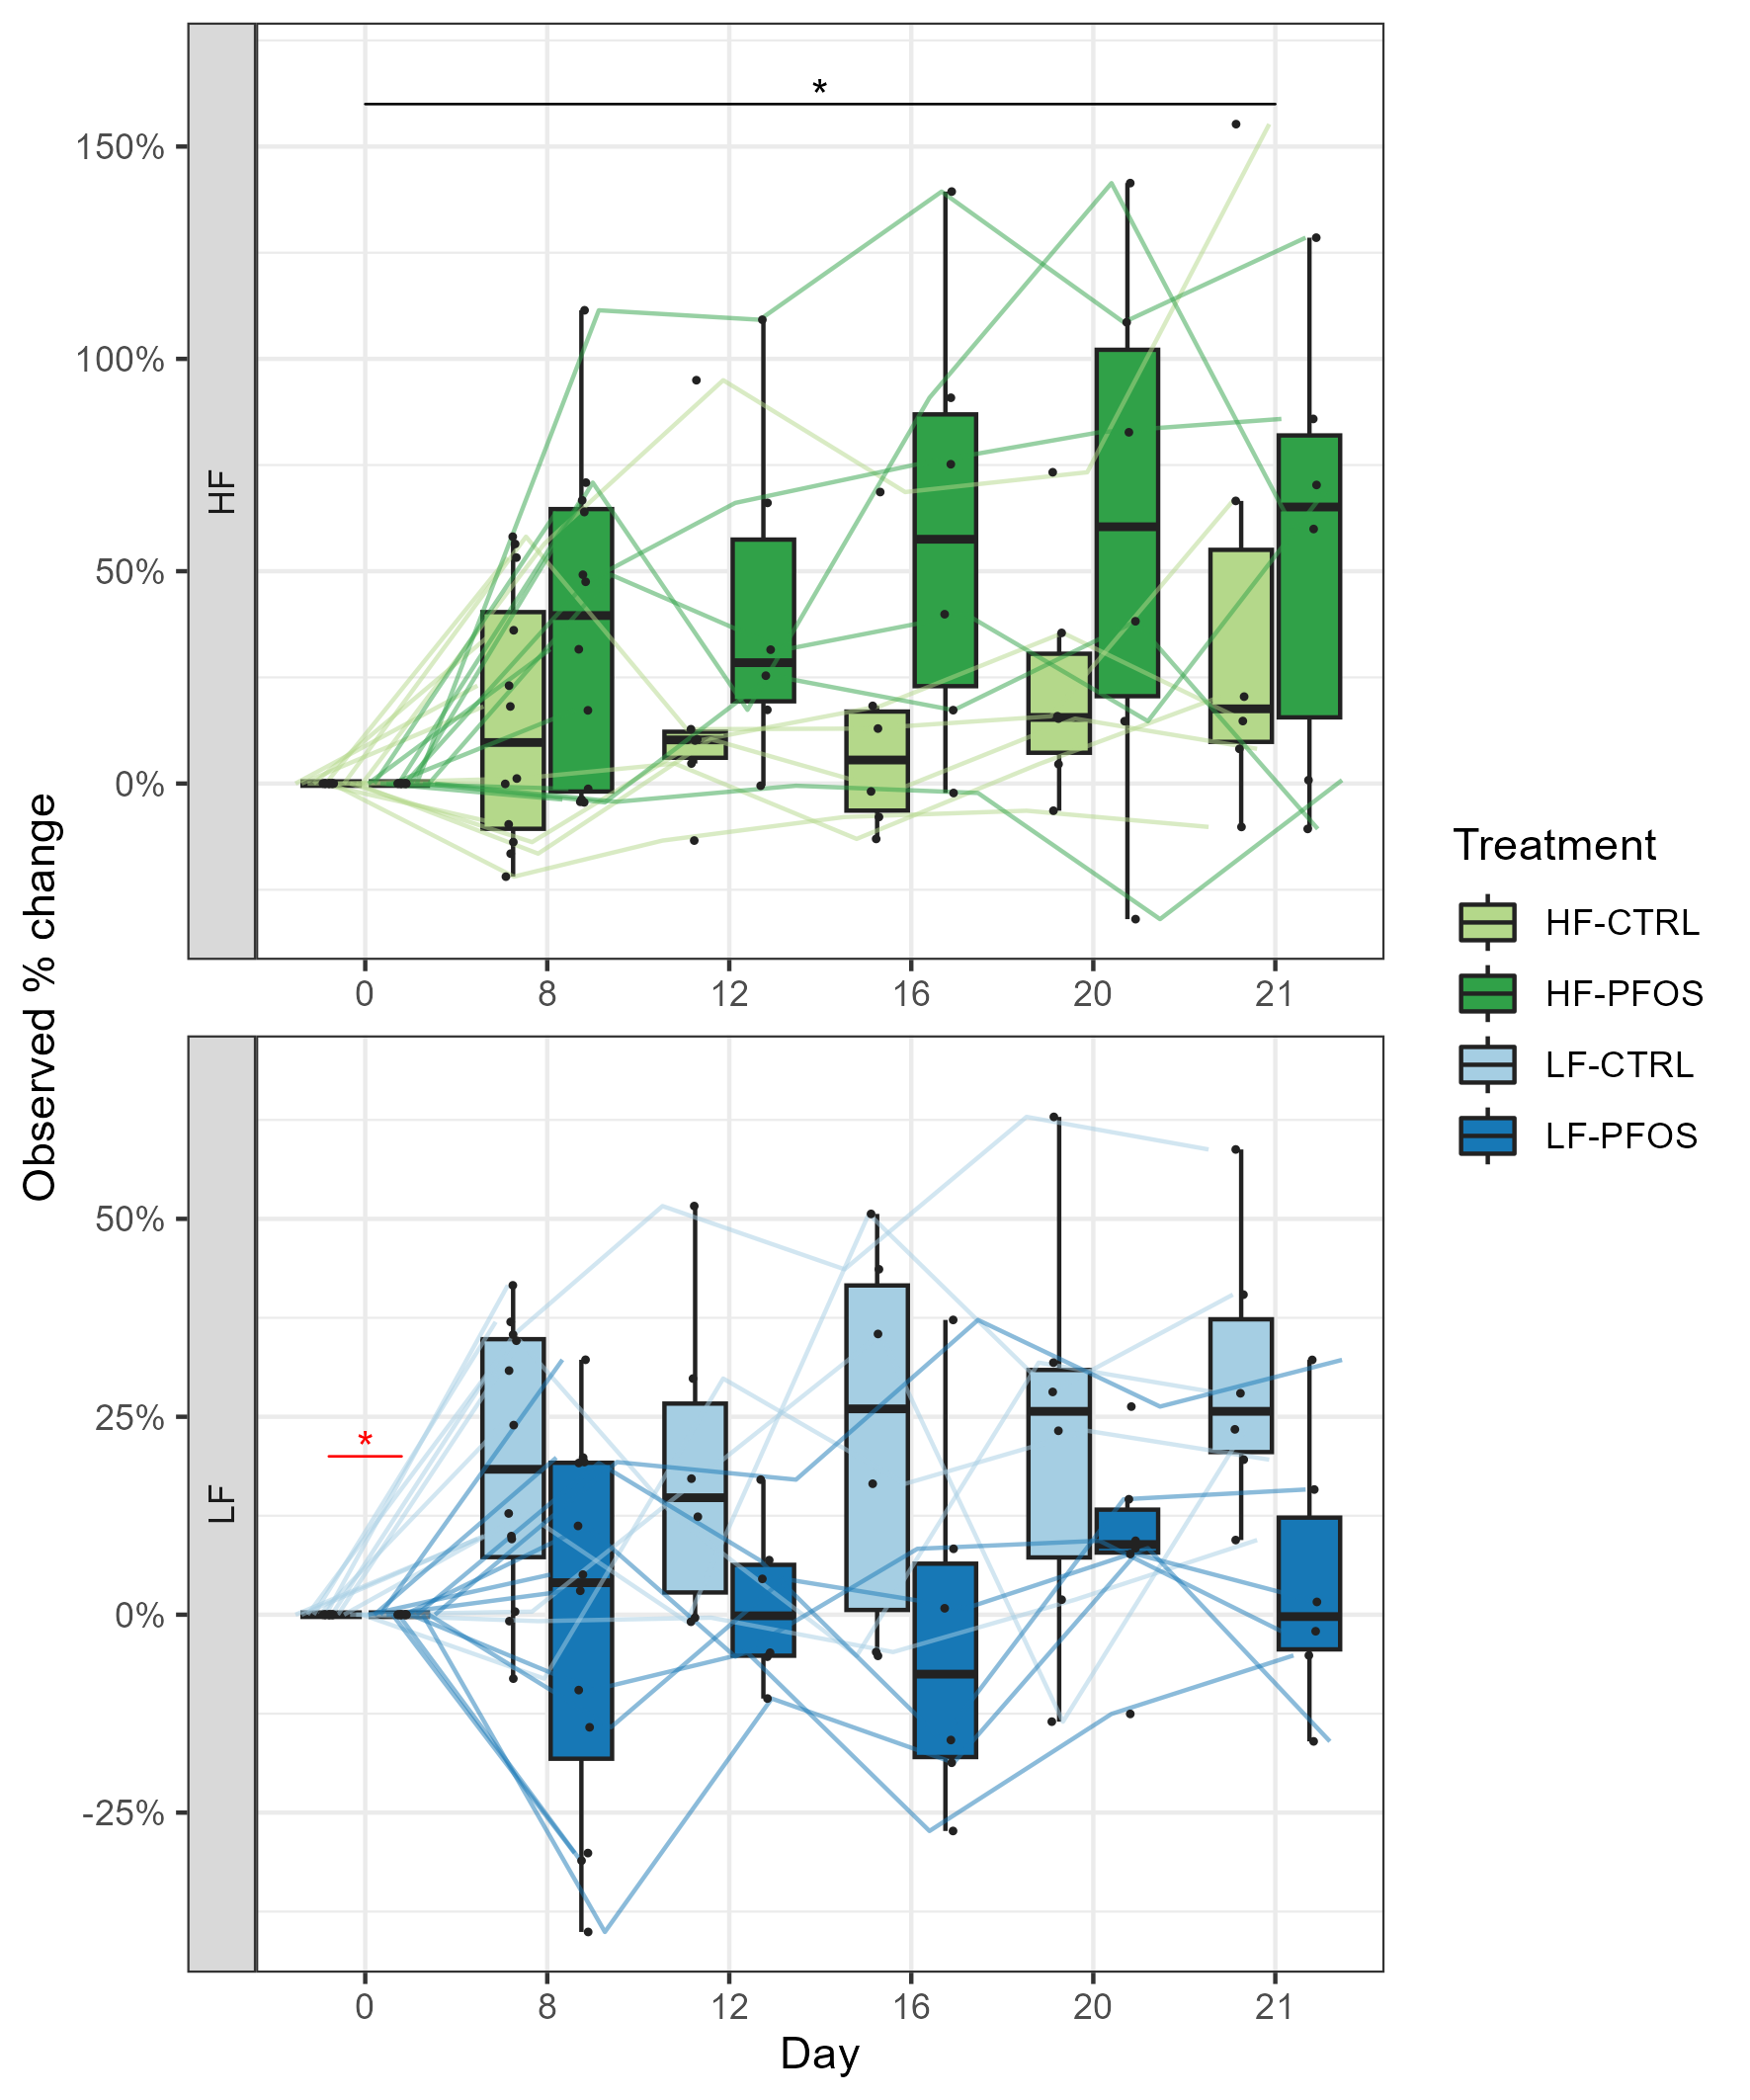 *
150%
100%
50%
0%
HF
0 8 12 16 20 21
Observed % change
Treatment
HF-CTRL
HF-PFOS
LF-CTRL
LF-PFOS
50%
25%
*
0%
-25%
LF
0 8 12 16 20 21
Day